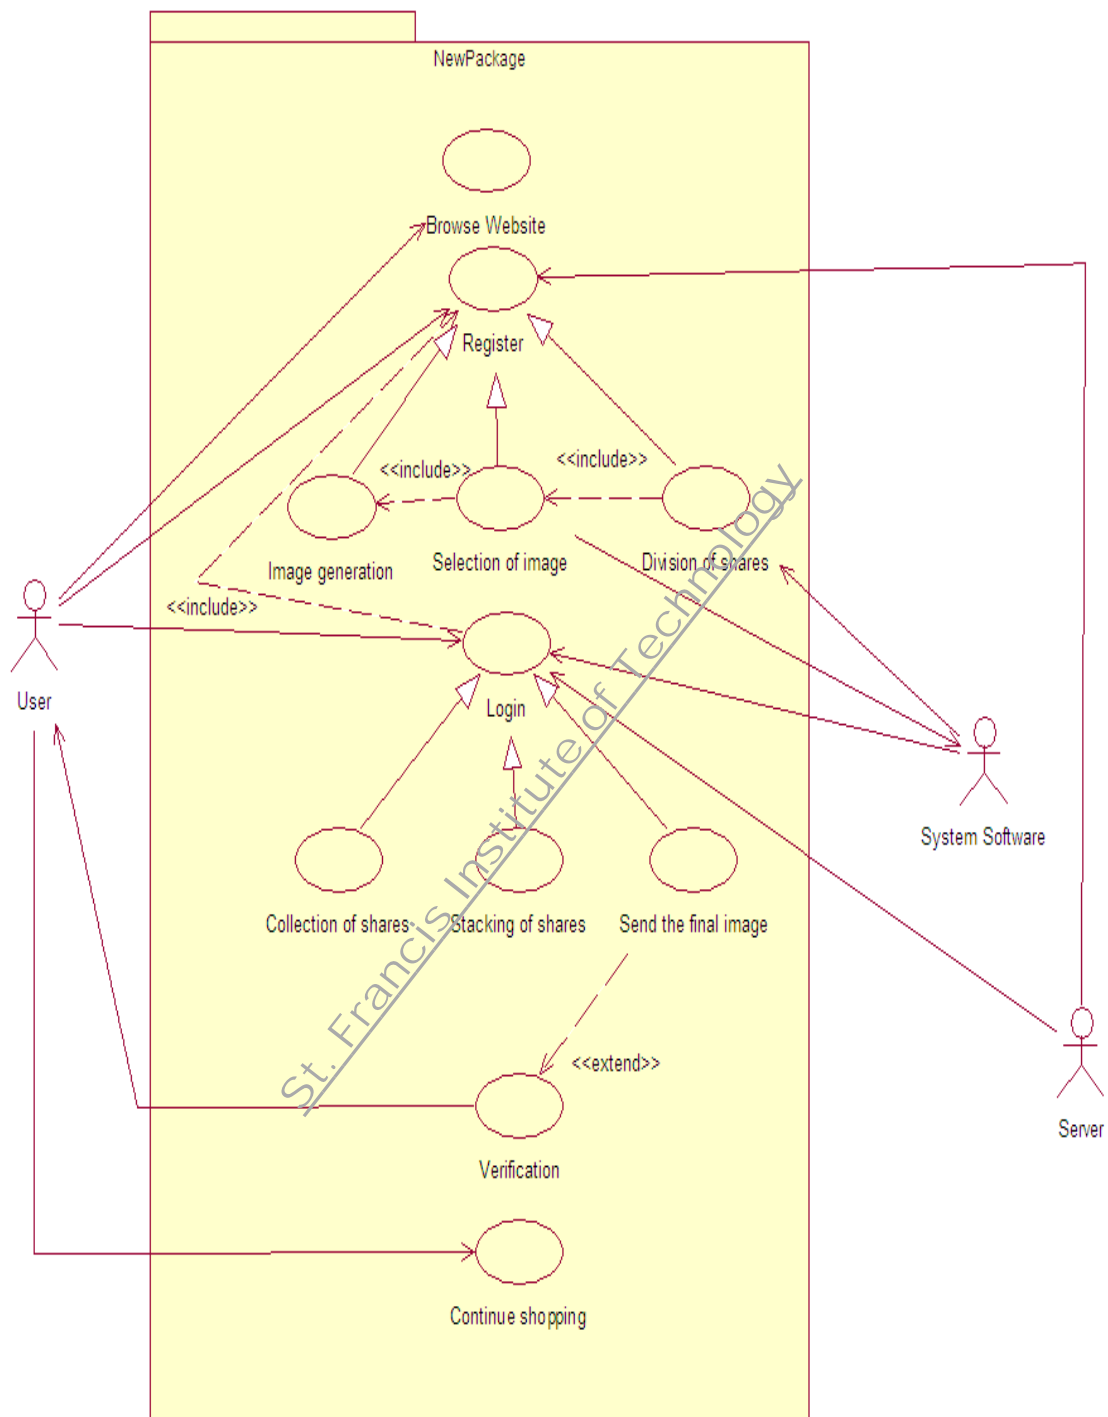 NewPackage
Browse Website
Register
<<include>>
<<include>>
Image generation
Selection of image
Division of shares
<<include>>
User
Login
System Software
Collection of shares
Stacking of shares
Send the final image
<<extend>>
Server
Verification
Continue shopping
St. Francis Institute of Technology